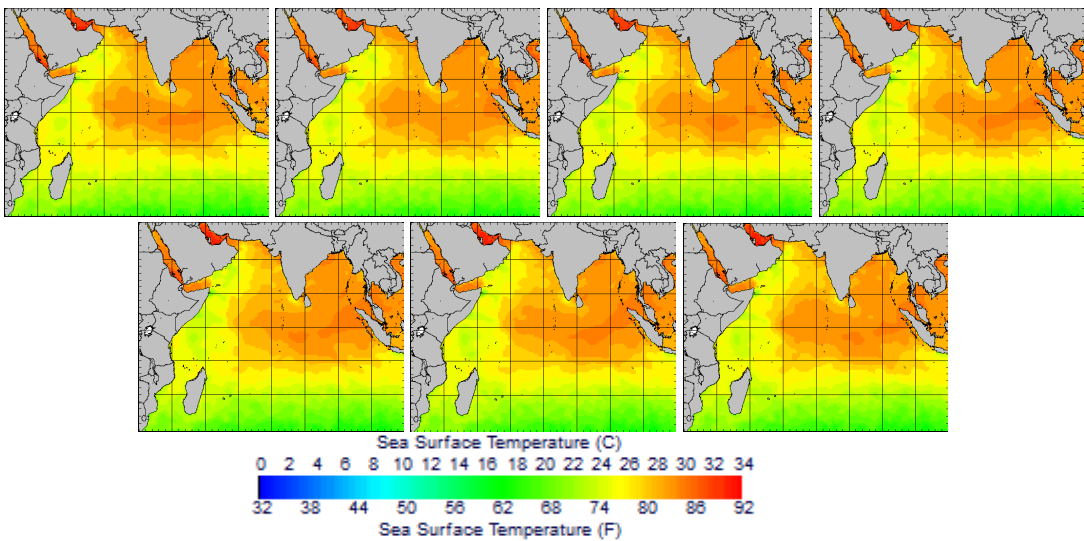 Sea Surface Temperature (C)
0 2 4 6 8 10 12 14 16 18 20 22 24 26 28 30 32 34
32 38 44 50 56 62 68 74 80 86 92
Sea Surface Temperature (F)